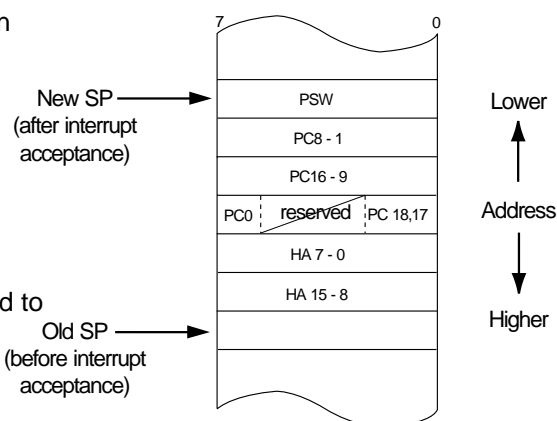 n
7
0
New SP
(after interrupt
acceptance)
PSW
Lower
PC8 - 1
PC16 - 9
PC0
reserved
PC 18,17
Address
HA 7 - 0
HA 15 - 8
d to
Old SP
(before interrupt
acceptance)
Higher